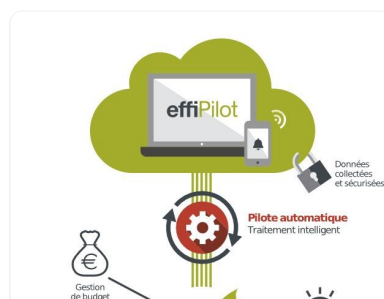 effiPilot
Données
collectées
et sécurisées
Pilote automatique
Traitement intelligent
€
Gestion
de budget